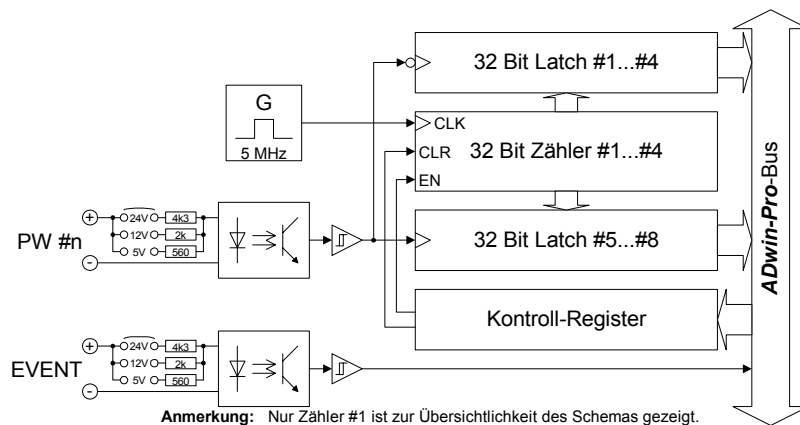 32 Bit Latch #1...#4
G
5 MHz
CLK
CLR
EN
32 Bit Zähler #1...#4
PW #n
+
24V
4k3
12V
2k
5V
560
-
32 Bit Latch #5...#8
Kontroll-Register
EVENT
+
24V
4k3
12V
2k
5V
560
-
ADwin-Pro-Bus
Anmerkung: Nur Zähler #1 ist zur Übersichtlichkeit des Schemas gezeigt.